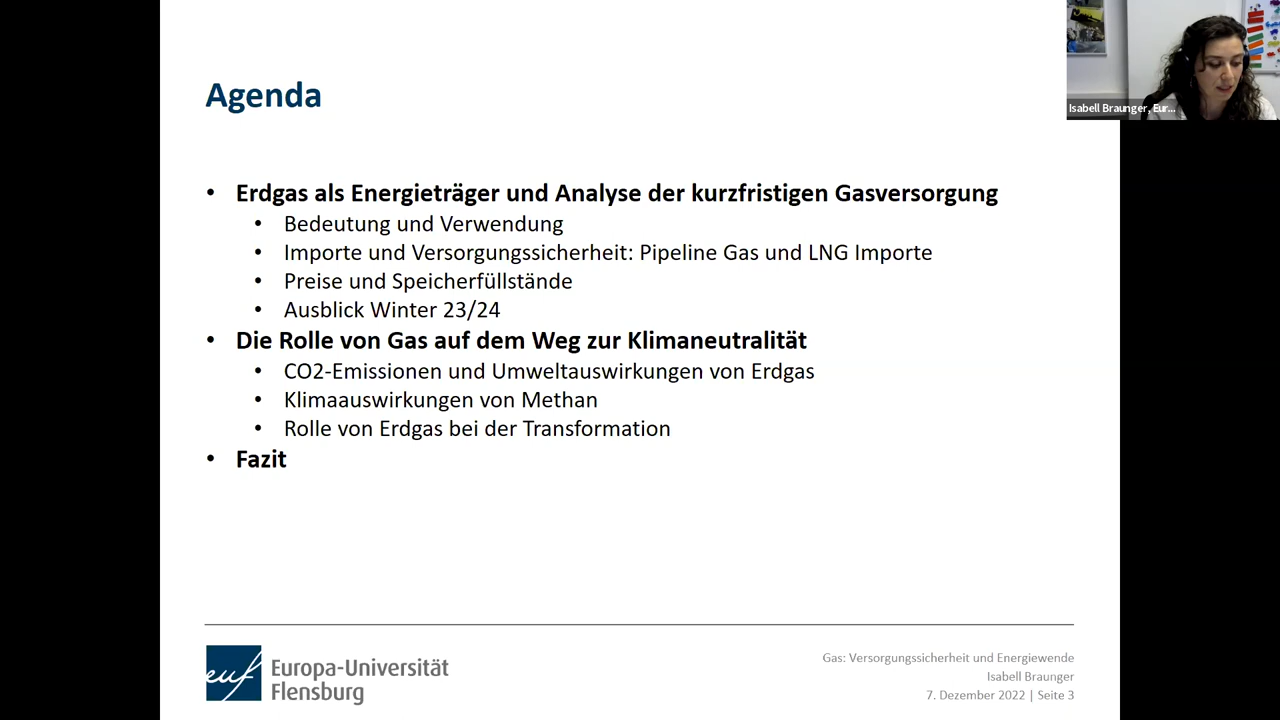 Agenda
Isabell Braunger, Eur...
• Erdgas als Energieträger und Analyse der kurzfristigen Gasversorgung
• Bedeutung und Verwendung
• Importe und Versorgungssicherheit: Pipeline Gas und LNG Importe
• Preise und Speicherfüllstände
• Ausblick Winter 23/24
• Die Rolle von Gas auf dem Weg zur Klimaneutralität
• CO2-Emissionen und Umweltauswirkungen von Erdgas
• Klimaauswirkungen von Methan
• Rolle von Erdgas bei der Transformation
• Fazit
euf
Europa-Universität
Flensburg
Gas: Versorgungssicherheit und Energiewende
Isabell Braunger
7. Dezember 2022 | Seite 3